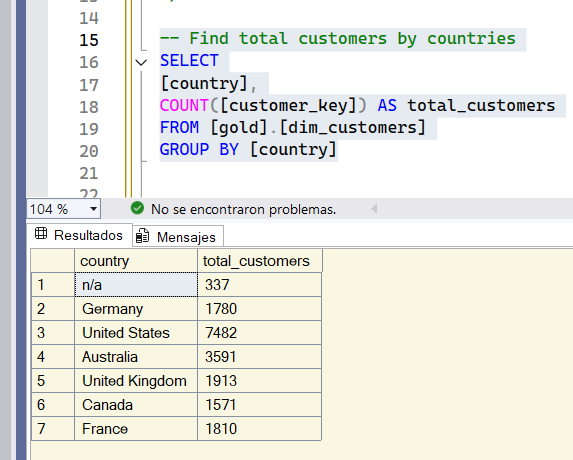 14
15 -- Find total customers by countries
16 SELECT
17 [country],
18 COUNT([customer_key]) AS total_customers
19 FROM [gold].[dim_customers]
20 GROUP BY [country]
21
22
104 % No se encontraron problemas.
Resultados Mensajes
country total_customers
1 n/a 337
2 Germany 1780
3 United States 7482
4 Australia 3591
5 United Kingdom 1913
6 Canada 1571
7 France 1810